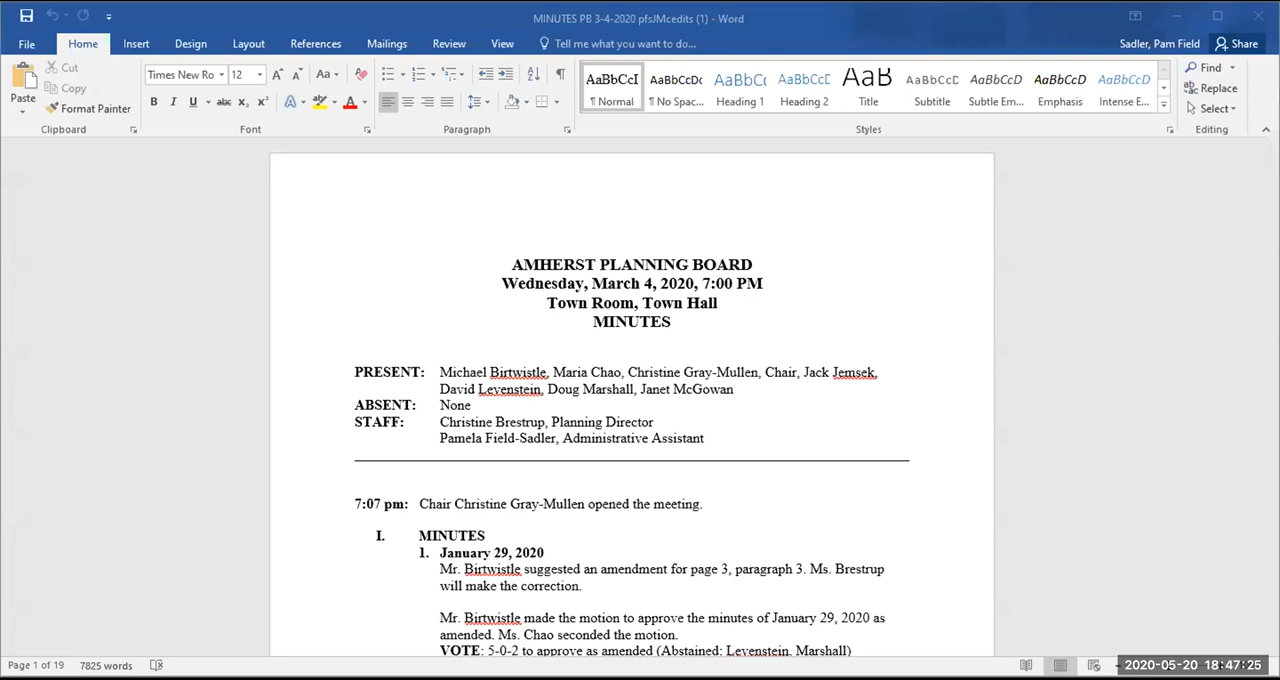 MINUTES PB 3-4-2020 pfsJMcedits (1) - Word
File Home Insert Design Layout References Mailings Review View Tell me what you want to do... Sadler, Pam Field Share
Paste
Cut
Copy
Format Painter
Clipboard
Times New Ro 12 Aa
B I U abc X₂ X² A A
Font
Paragraph
AaBbCcI AaBbCcDc AaBbC( AaBbCcD AaB AaBbCcD AaBbCcD AaBbCcD AaBbCcD
¶ Normal ¶ No Spac... Heading 1 Heading 2 Title Subtitle Subtle Em... Emphasis Intense E...
Styles
Find
Replace
Select
Editing
AMHERST PLANNING BOARD
Wednesday, March 4, 2020, 7:00 PM
Town Room, Town Hall
MINUTES
PRESENT: Michael Birtwistle, Maria Chao, Christine Gray-Mullen, Chair, Jack Jemsek,
David Levenstein, Doug Marshall, Janet McGowan
ABSENT: None
STAFF: Christine Brestrup, Planning Director
Pamela Field-Sadler, Administrative Assistant
7:07 pm: Chair Christine Gray-Mullen opened the meeting.
I. MINUTES
1. January 29, 2020
Mr. Birtwistle suggested an amendment for page 3, paragraph 3. Ms. Brestrup
will make the correction.
Mr. Birtwistle made the motion to approve the minutes of January 29, 2020 as
amended. Ms. Chao seconded the motion.
VOTE: 5-0-2 to approve as amended (Abstained: Levenstein, Marshall)
Page 1 of 19 7825 words
2020-05-20 18:47:25